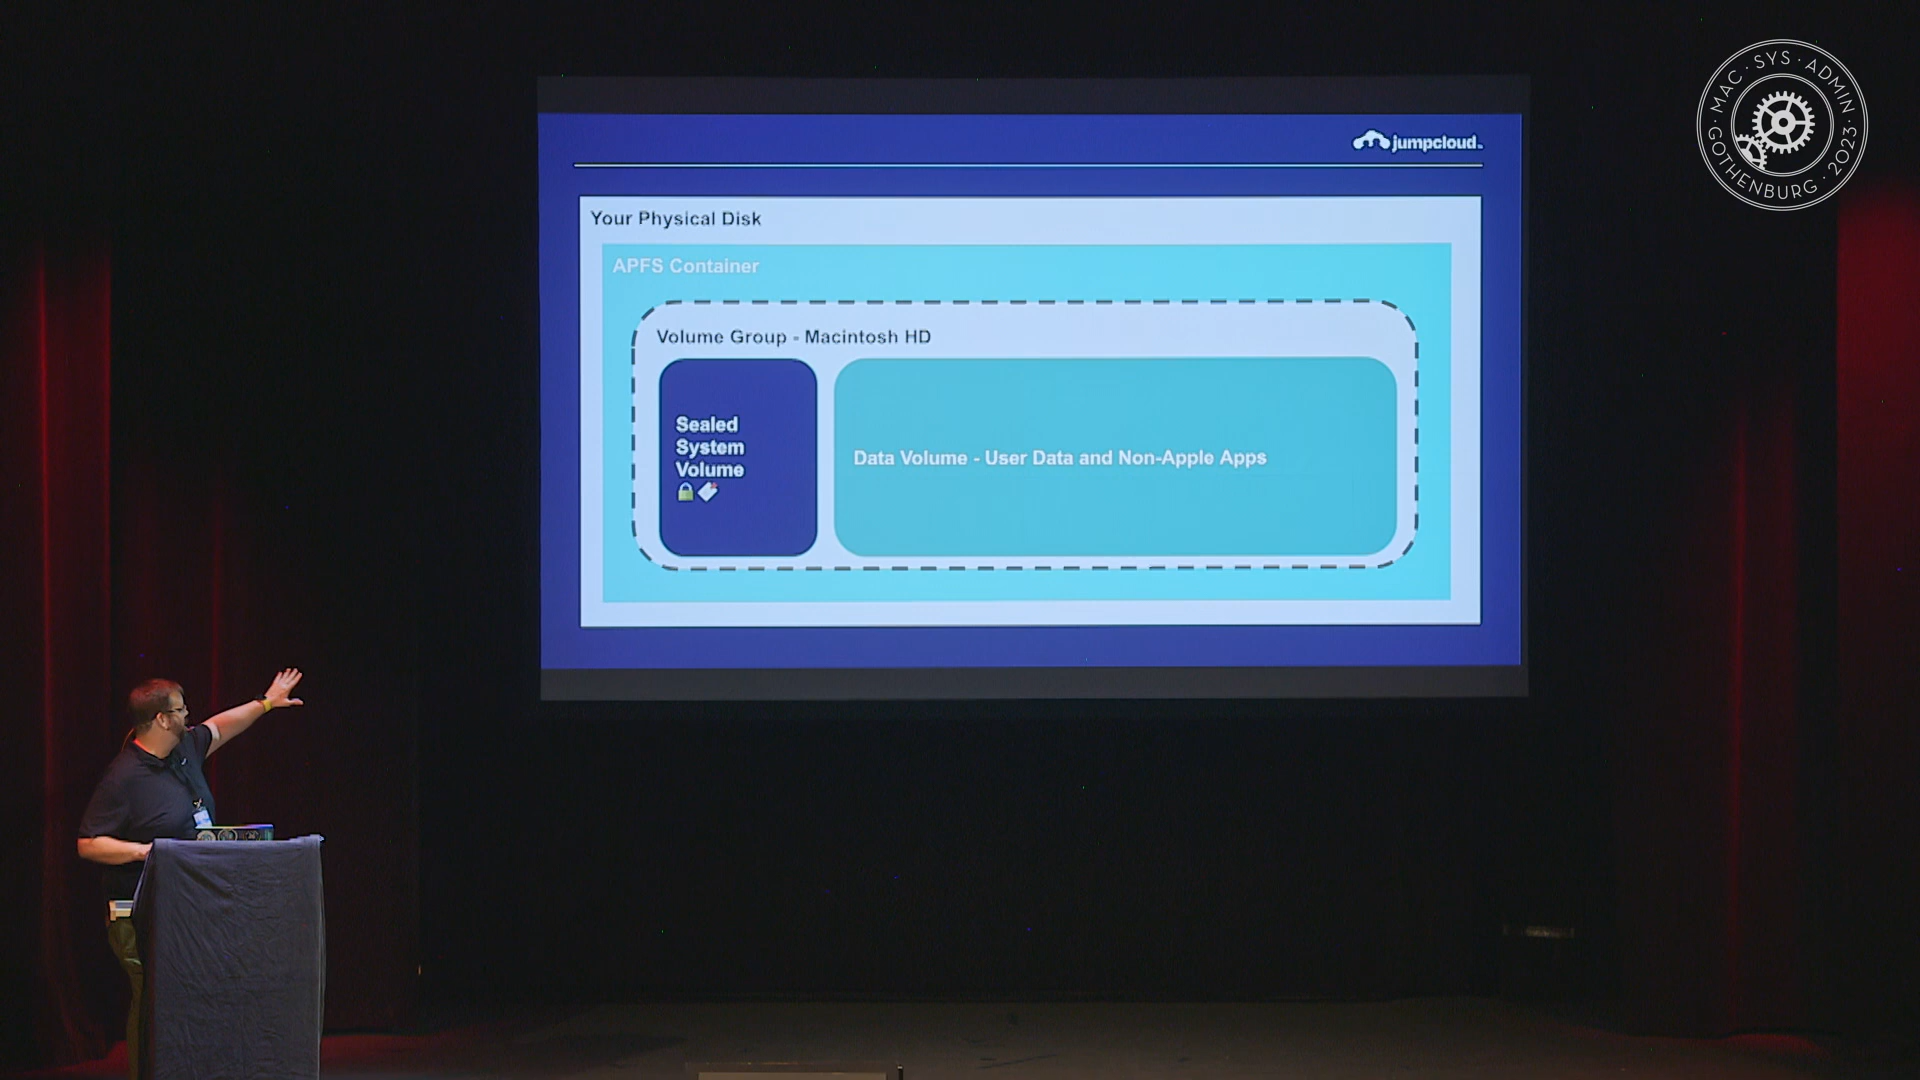 MAC · SYS · ADMIN ·
GOTHENBURG · 2023 ·
jumpcloud
Your Physical Disk
APFS Container
Volume Group - Macintosh HD
Sealed
System
Volume
Data Volume - User Data and Non-Apple Apps